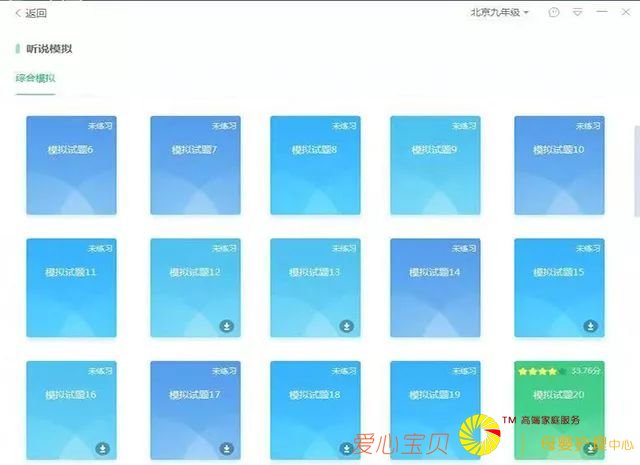 返回
北京九年级
听说模拟
综合模拟
未练习
模拟试题6
未练习
模拟试题7
未练习
模拟试题8
未练习
模拟试题9
未练习
模拟试题10
未练习
模拟试题11
未练习
模拟试题12
未练习
模拟试题13
未练习
模拟试题14
未练习
模拟试题15
未练习
模拟试题16
未练习
模拟试题17
未练习
模拟试题18
未练习
模拟试题19
35.76分
模拟试题20
爱心宝贝
TM 高端家庭服务
母婴护理中心